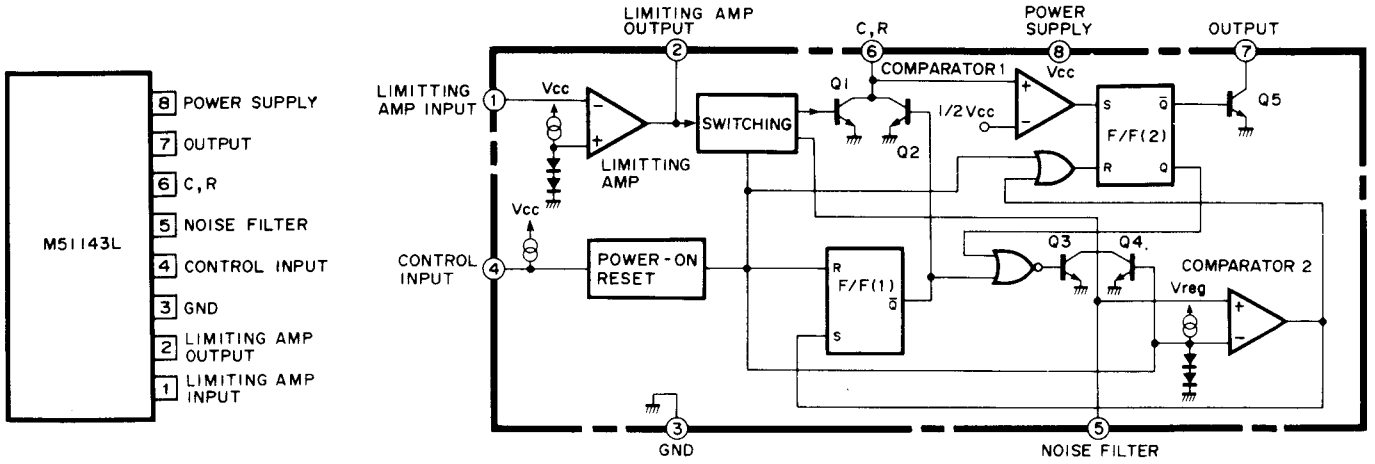 M51143L
8 POWER SUPPLY
7 OUTPUT
6 C,R
5 NOISE FILTER
4 CONTROL INPUT
3 GND
2 LIMITING AMP
OUTPUT
1 LIMITING AMP
INPUT
LIMITING AMP
OUTPUT
2
C,R
6
POWER
SUPPLY
8
Vcc
OUTPUT
7
LIMITTING
AMP INPUT
1
Vcc
−
+
LIMITTING
AMP
SWITCHING
Q1
Q2
COMPARATOR 1
1/2Vcc
+
−
S
Q̅
F/F(2)
R
Q
Q5
CONTROL
INPUT
4
Vcc
POWER-ON
RESET
R
F/F(1)
Q̅
S
Q3
Q4.
COMPARATOR 2
Vreg
+
−
3
GND
5
NOISE FILTER